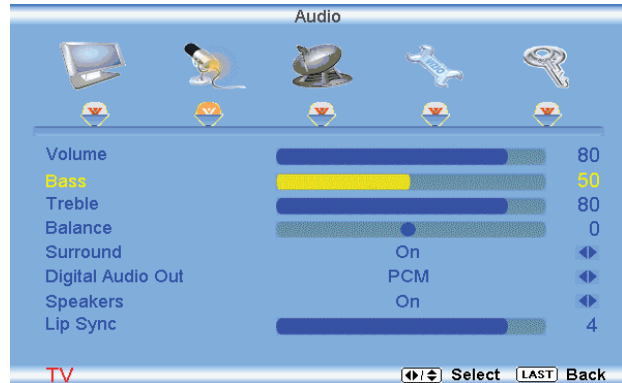 Audio
Volume 80
Bass 50
Treble 80
Balance 0
Surround On
Digital Audio Out PCM
Speakers On
Lip Sync 4
TV Select LAST Back